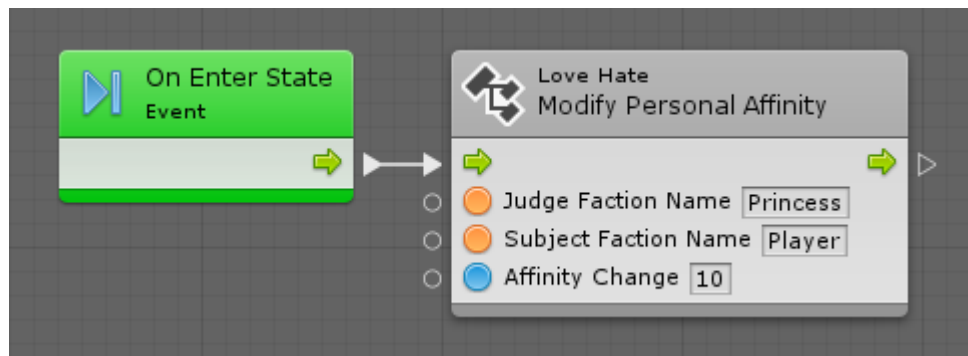 On Enter State
Event
Love Hate
Modify Personal Affinity
Judge Faction Name Princess
Subject Faction Name Player
Affinity Change 10